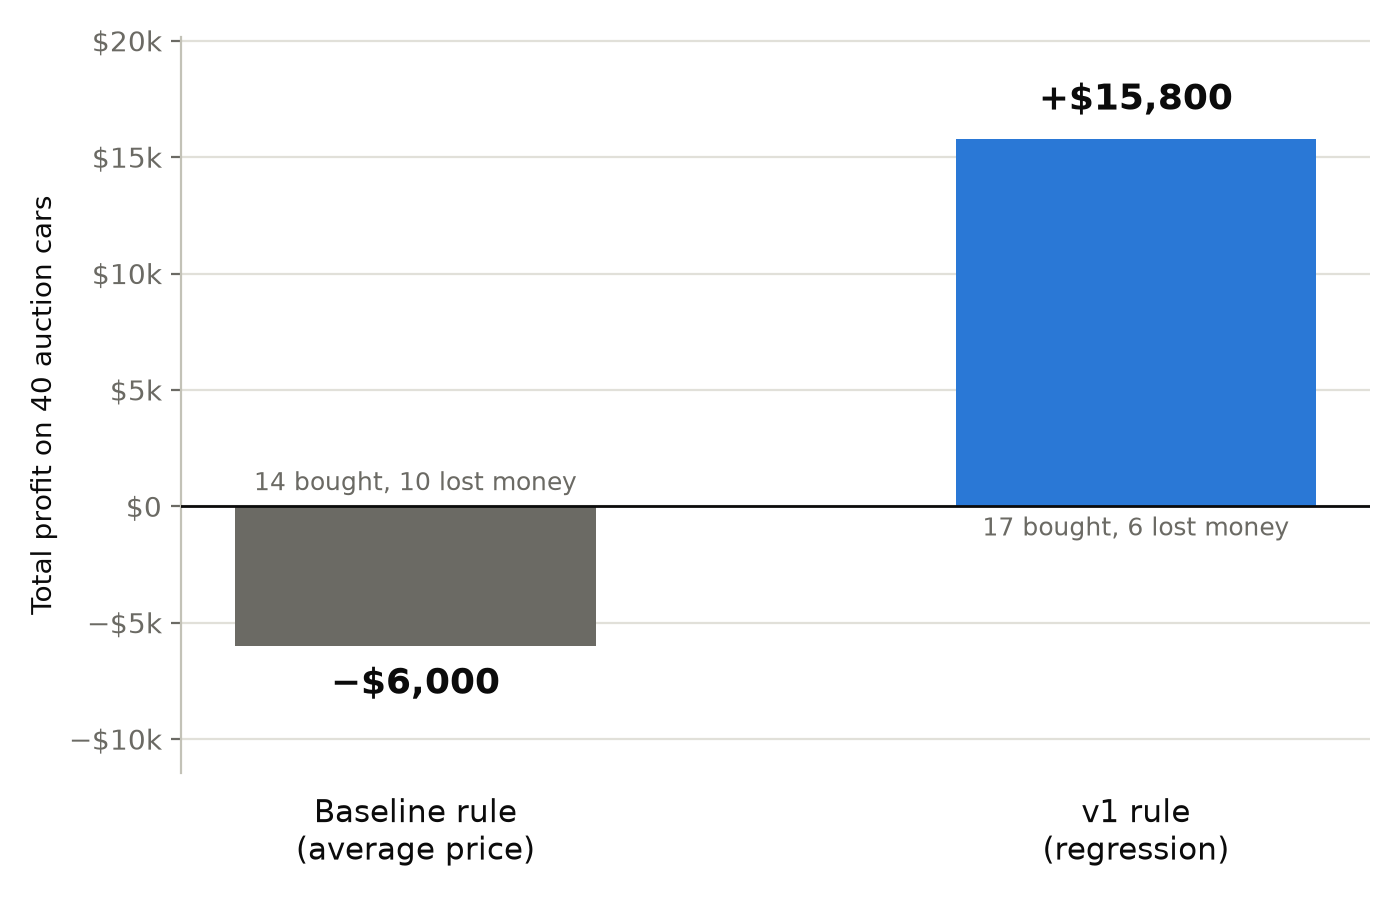 Total profit on 40 auction cars
$20k
$15k
$10k
$5k
$0
−$5k
−$10k
+$15,800
14 bought, 10 lost money
17 bought, 6 lost money
−$6,000
Baseline rule
(average price)
v1 rule
(regression)